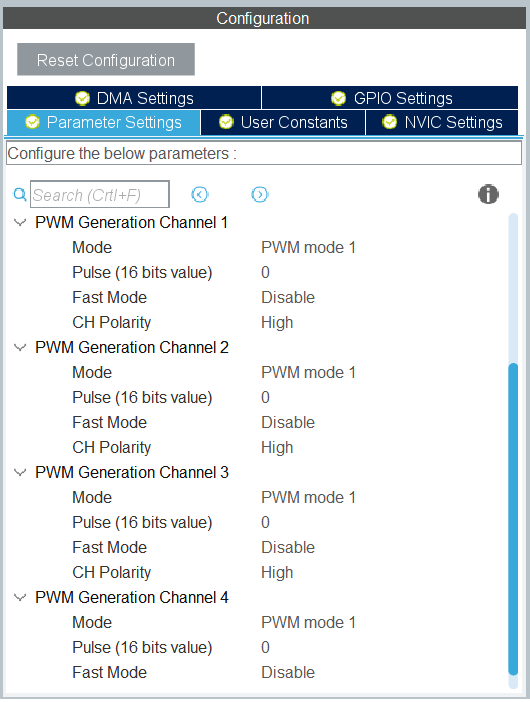 Configuration
Reset Configuration
DMA Settings GPIO Settings
Parameter Settings User Constants NVIC Settings
Configure the below parameters :
Search (Crtl+F)
PWM Generation Channel 1
Mode PWM mode 1
Pulse (16 bits value) 0
Fast Mode Disable
CH Polarity High
PWM Generation Channel 2
Mode PWM mode 1
Pulse (16 bits value) 0
Fast Mode Disable
CH Polarity High
PWM Generation Channel 3
Mode PWM mode 1
Pulse (16 bits value) 0
Fast Mode Disable
CH Polarity High
PWM Generation Channel 4
Mode PWM mode 1
Pulse (16 bits value) 0
Fast Mode Disable